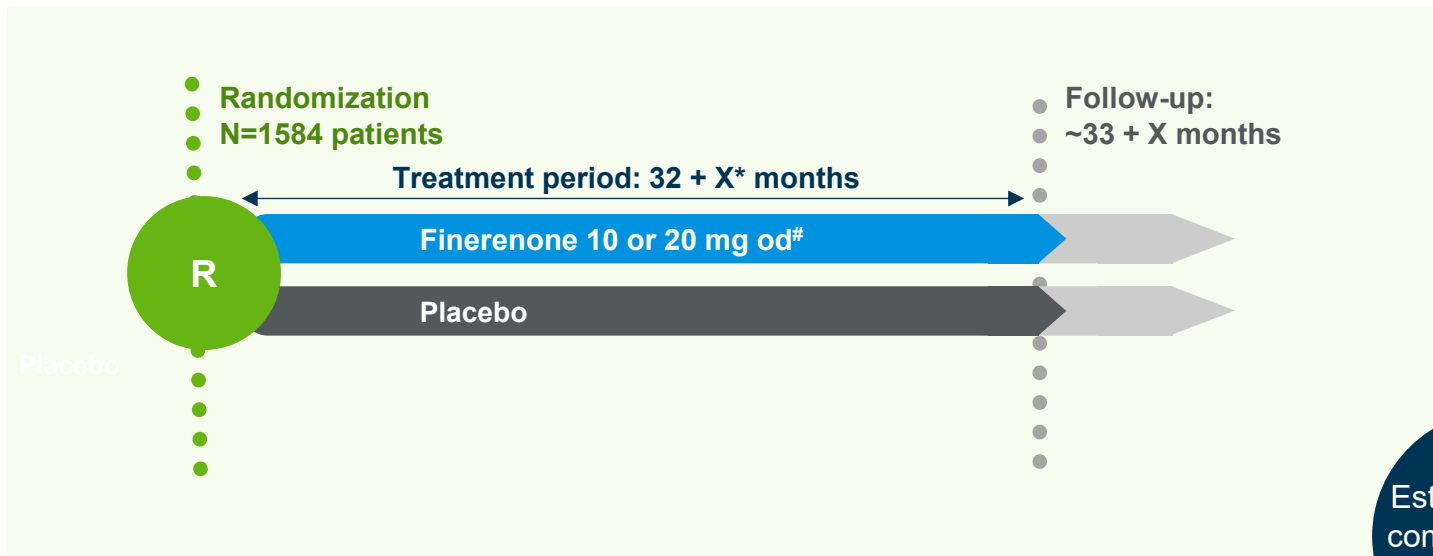 Randomization
N=1584 patients
Follow-up:
~33 + X months
Treatment period: 32 + X* months
R
Finerenone 10 or 20 mg od#
Placebo
Placebo